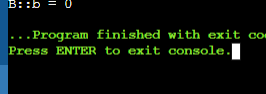 B::b = 0
...Program finished with exit
Press ENTER to exit console.